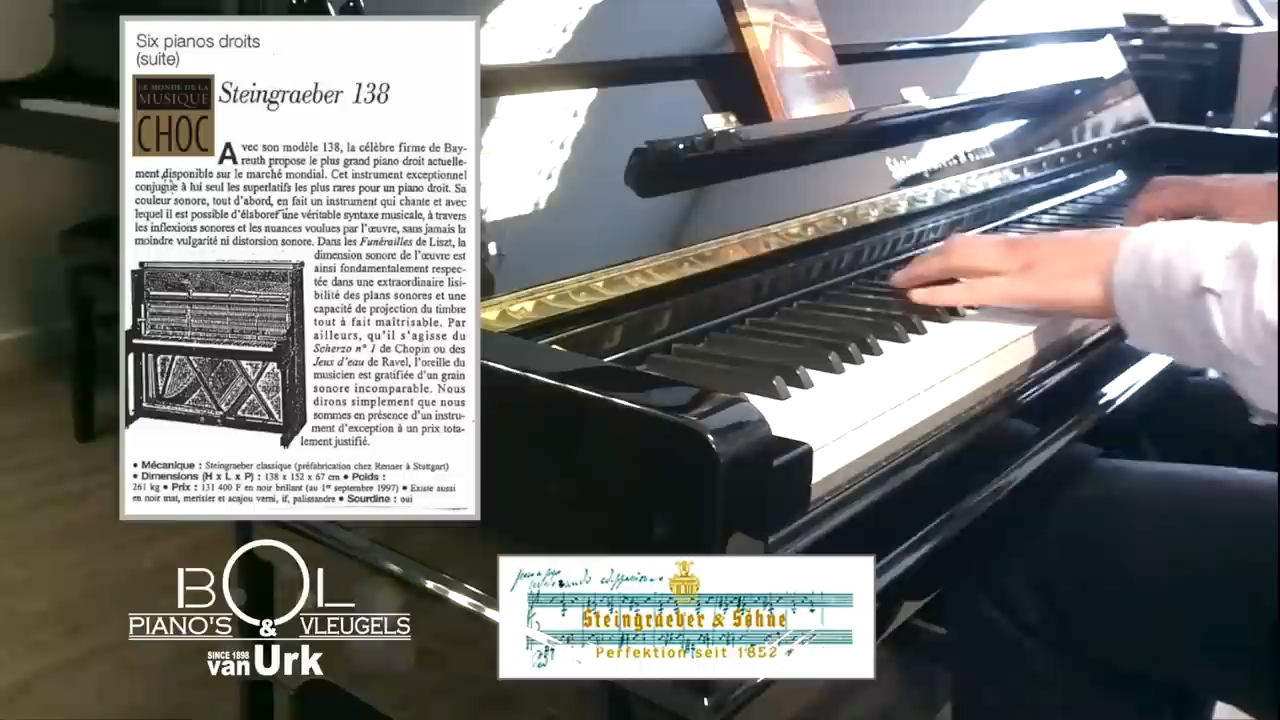 Six pianos droits
(suite)
LE MONDE DE LA
MUSIQUE
CHOC
Steingraeber 138
Avec son modèle 138, la célèbre firme de Bay-
reuth propose le plus grand piano droit actuelle-
ment disponible sur le marché mondial. Cet instrument exceptionnel
conjugue à lui seul les superlatifs les plus rares pour un piano droit. Sa
couleur sonore, tout d'abord, en fait un instrument qui chante et avec
lequel il est possible d'élaborer une véritable syntaxe musicale, à travers
les inflexions sonores et les nuances voulues par l'œuvre, sans jamais la
moindre vulgarité ni distorsion sonore. Dans les Funérailles de Liszt, la
dimension sonore de l'œuvre est
ainsi fondamentalement respec-
tée dans une extraordinaire lisi-
bilité des plans sonores et une
capacité de projection du timbre
tout à fait maîtrisable. Par
ailleurs, qu'il s'agisse du
Scherzo n° 1 de Chopin ou des
Jeux d'eau de Ravel, l'oreille du
musicien est gratifiée d'un grain
sonore incomparable. Nous
dirons simplement que nous
sommes en présence d'un instru-
ment d'exception à un prix tota-
lement justifié.
• Mécanique : Steingraeber classique (préfabrication chez Renner à Stuttgart)
• Dimensions (H x L x P) : 138 x 152 x 67 cm • Poids :
261 kg • Prix : 131 400 F en noir brillant (au 1er septembre 1997) • Existe aussi
en noir mat, merisier et acajou verni, if, palissandre • Sourdine : oui
BOL
PIANO'S & VLEUGELS
SINCE 1898
van Urk
Steingraeber & Söhne
Perfektion seit 1852